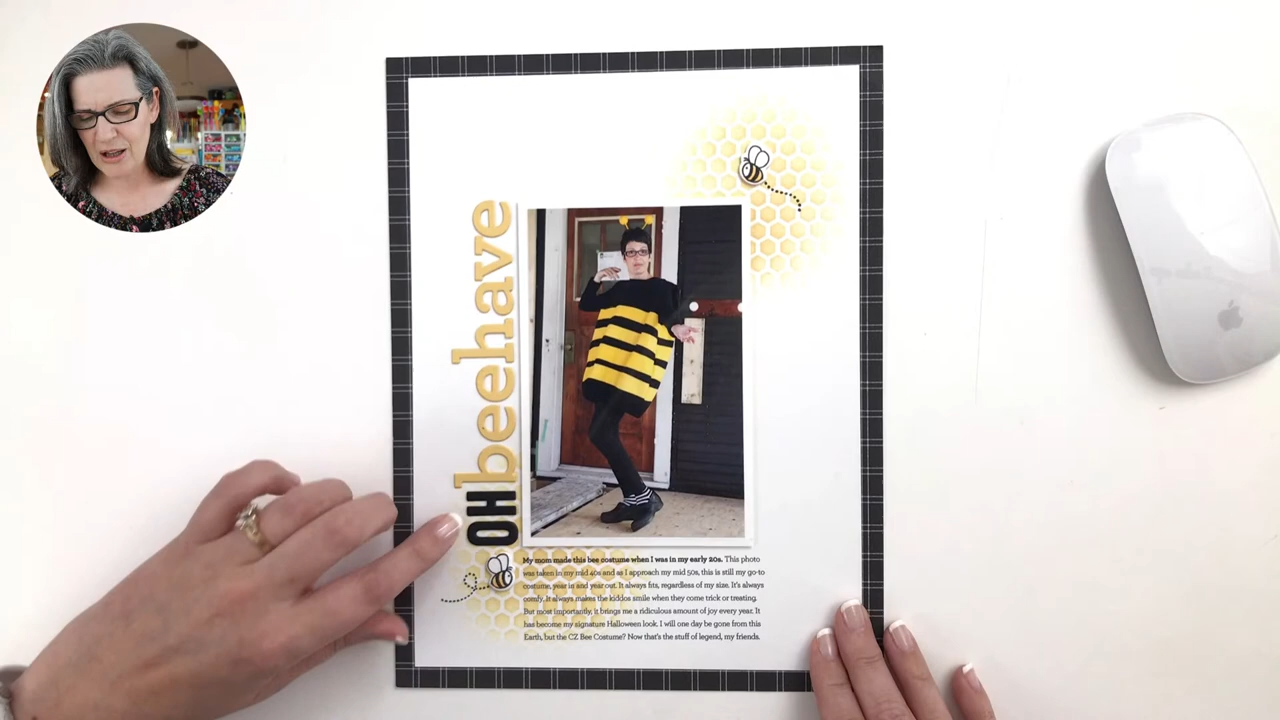 OH beehave
My mom made this bee costume when I was in my early 20s. This photo
was taken in my mid 40s and as I approach my mid 50s, this is still my go-to
costume, year in and year out. It always fits, regardless of my size. It's always
comfy. It always makes the kiddos smile when they come trick or treating.
But most importantly, it brings me a ridiculous amount of joy every year. It
has become my signature Halloween look. I will one day be gone from this
Earth, but the CZ Bee Costume? Now that's the stuff of legend, my friends.